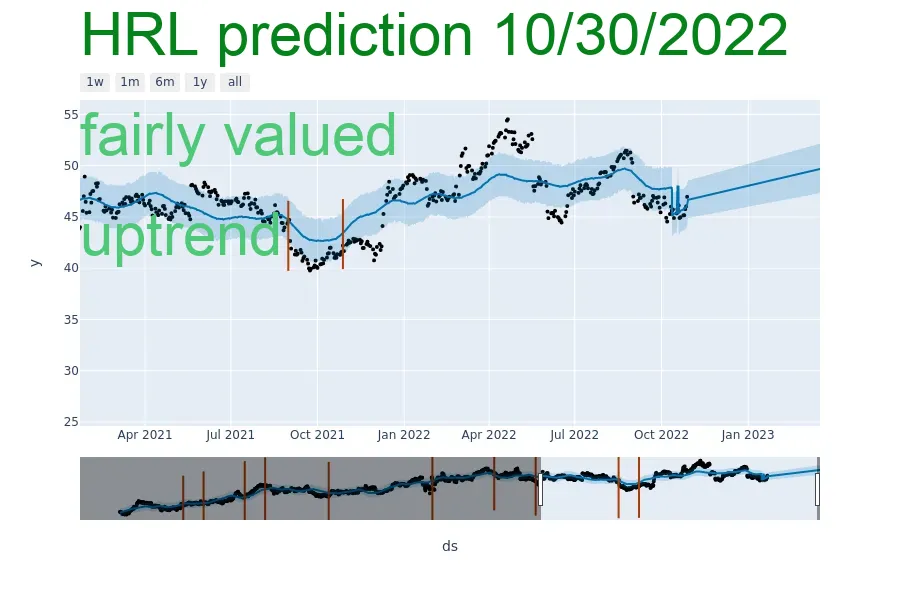 HRL prediction 10/30/2022
1w 1m 6m 1y all
fairly valued
uptrend
55
50
45
40
35
30
25
y
Apr 2021 Jul 2021 Oct 2021 Jan 2022 Apr 2022 Jul 2022 Oct 2022 Jan 2023
ds